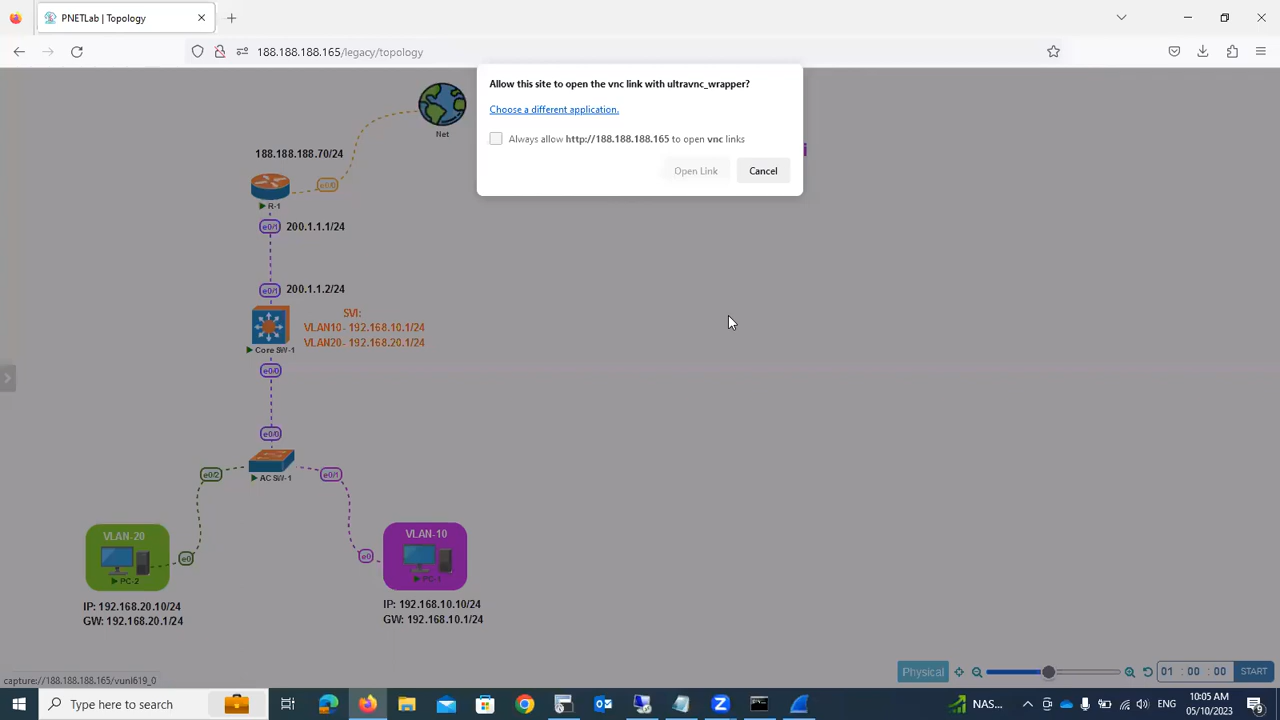 PNETLab | Topology
188.188.188.165/legacy/topology
Allow this site to open the vnc link with ultravnc_wrapper?
Choose a different application.
Always allow http://188.188.188.165 to open vnc links
Open Link
Cancel
i
Net
188.188.188.70/24
e0/0
R-1
e0/1
200.1.1.1/24
e0/1
200.1.1.2/24
SVI:
VLAN10- 192.168.10.1/24
VLAN20- 192.168.20.1/24
Core SW-1
e0/0
e0/0
AC SW-1
e0/2
e0/1
VLAN-20
e0
PC-2
IP: 192.168.20.10/24
GW: 192.168.20.1/24
VLAN-10
e0
PC-1
IP: 192.168.10.10/24
GW: 192.168.10.1/24
capture://188.188.188.165/vunl619_0
Physical
01 : 00 : 00
START
Type here to search
NAS...
10:05 AM
05/10/2023